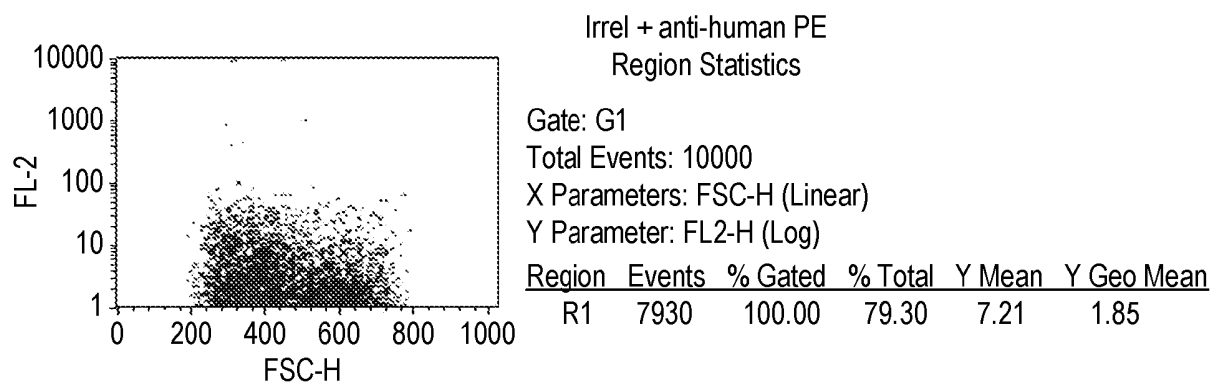 Irrel + anti-human PE
Region Statistics
10000
1000
100
10
1
FL-2
0 200 400 600 800 1000
FSC-H
Gate: G1
Total Events: 10000
X Parameters: FSC-H (Linear)
Y Parameter: FL2-H (Log)
Region Events % Gated % Total Y Mean Y Geo Mean
R1 7930 100.00 79.30 7.21 1.85